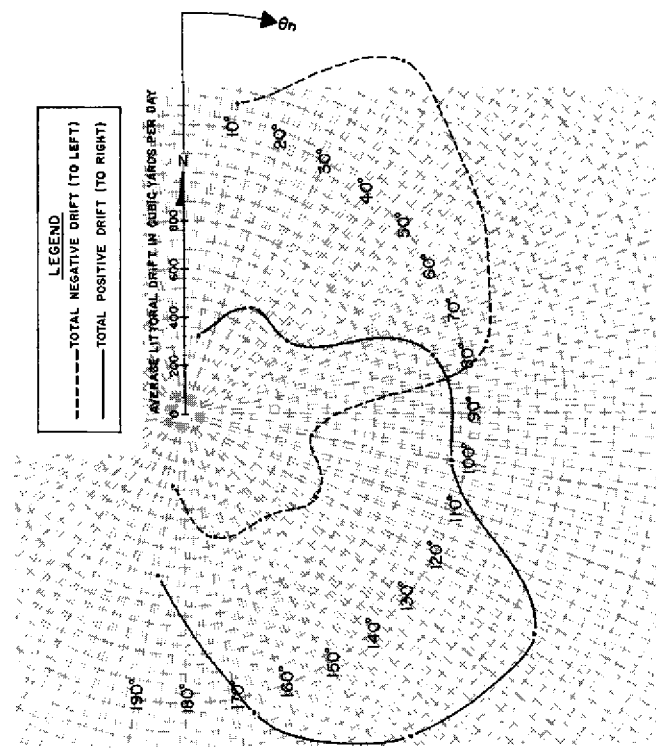 θn
LEGEND
TOTAL NEGATIVE DRIFT (TO LEFT)
TOTAL POSITIVE DRIFT (TO RIGHT)
AVERAGE LITTORAL DRIFT IN CUBIC YARDS PER DAY
0 200 400 600 800
N
10°
20°
30°
40°
50°
60°
70°
80°
90°
100°
110°
120°
130°
140°
150°
160°
170°
180°
190°